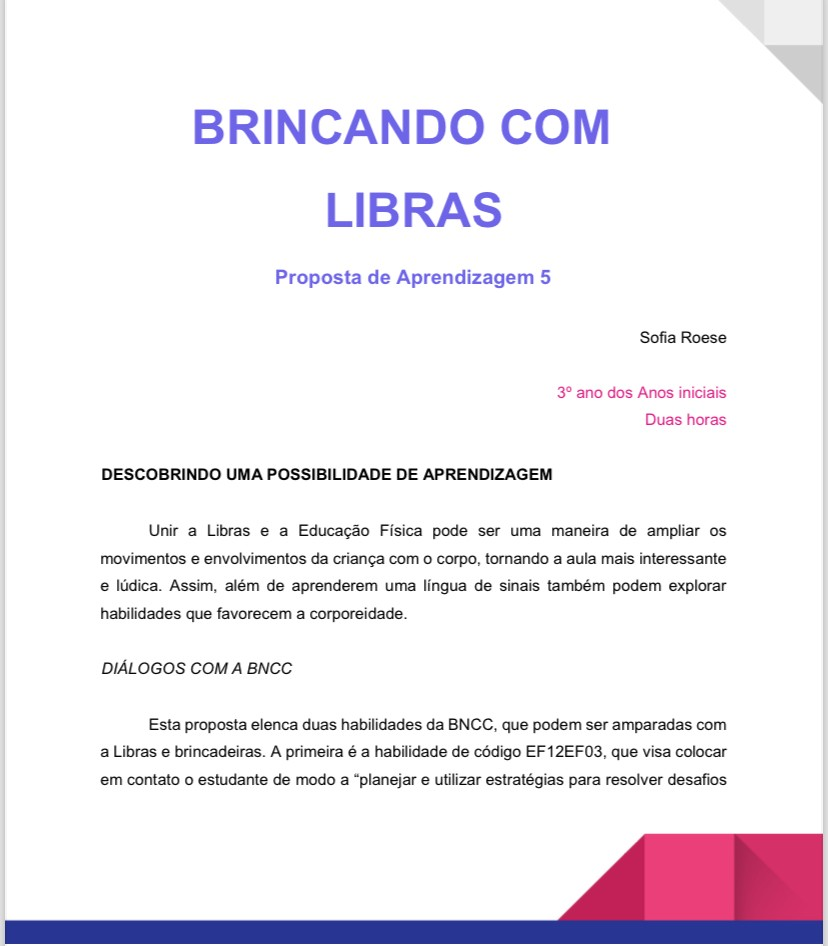 BRINCANDO COM
LIBRAS
Proposta de Aprendizagem 5
Sofia Roese
3º ano dos Anos iniciais
Duas horas
DESCOBRINDO UMA POSSIBILIDADE DE APRENDIZAGEM
Unir a Libras e a Educação Física pode ser uma maneira de ampliar os
movimentos e envolvimentos da criança com o corpo, tornando a aula mais interessante
e lúdica. Assim, além de aprenderem uma língua de sinais também podem explorar
habilidades que favorecem a corporeidade.
DIÁLOGOS COM A BNCC
Esta proposta elenca duas habilidades da BNCC, que podem ser amparadas com
a Libras e brincadeiras. A primeira é a habilidade de código EF12EF03, que visa colocar
em contato o estudante de modo a “planejar e utilizar estratégias para resolver desafios